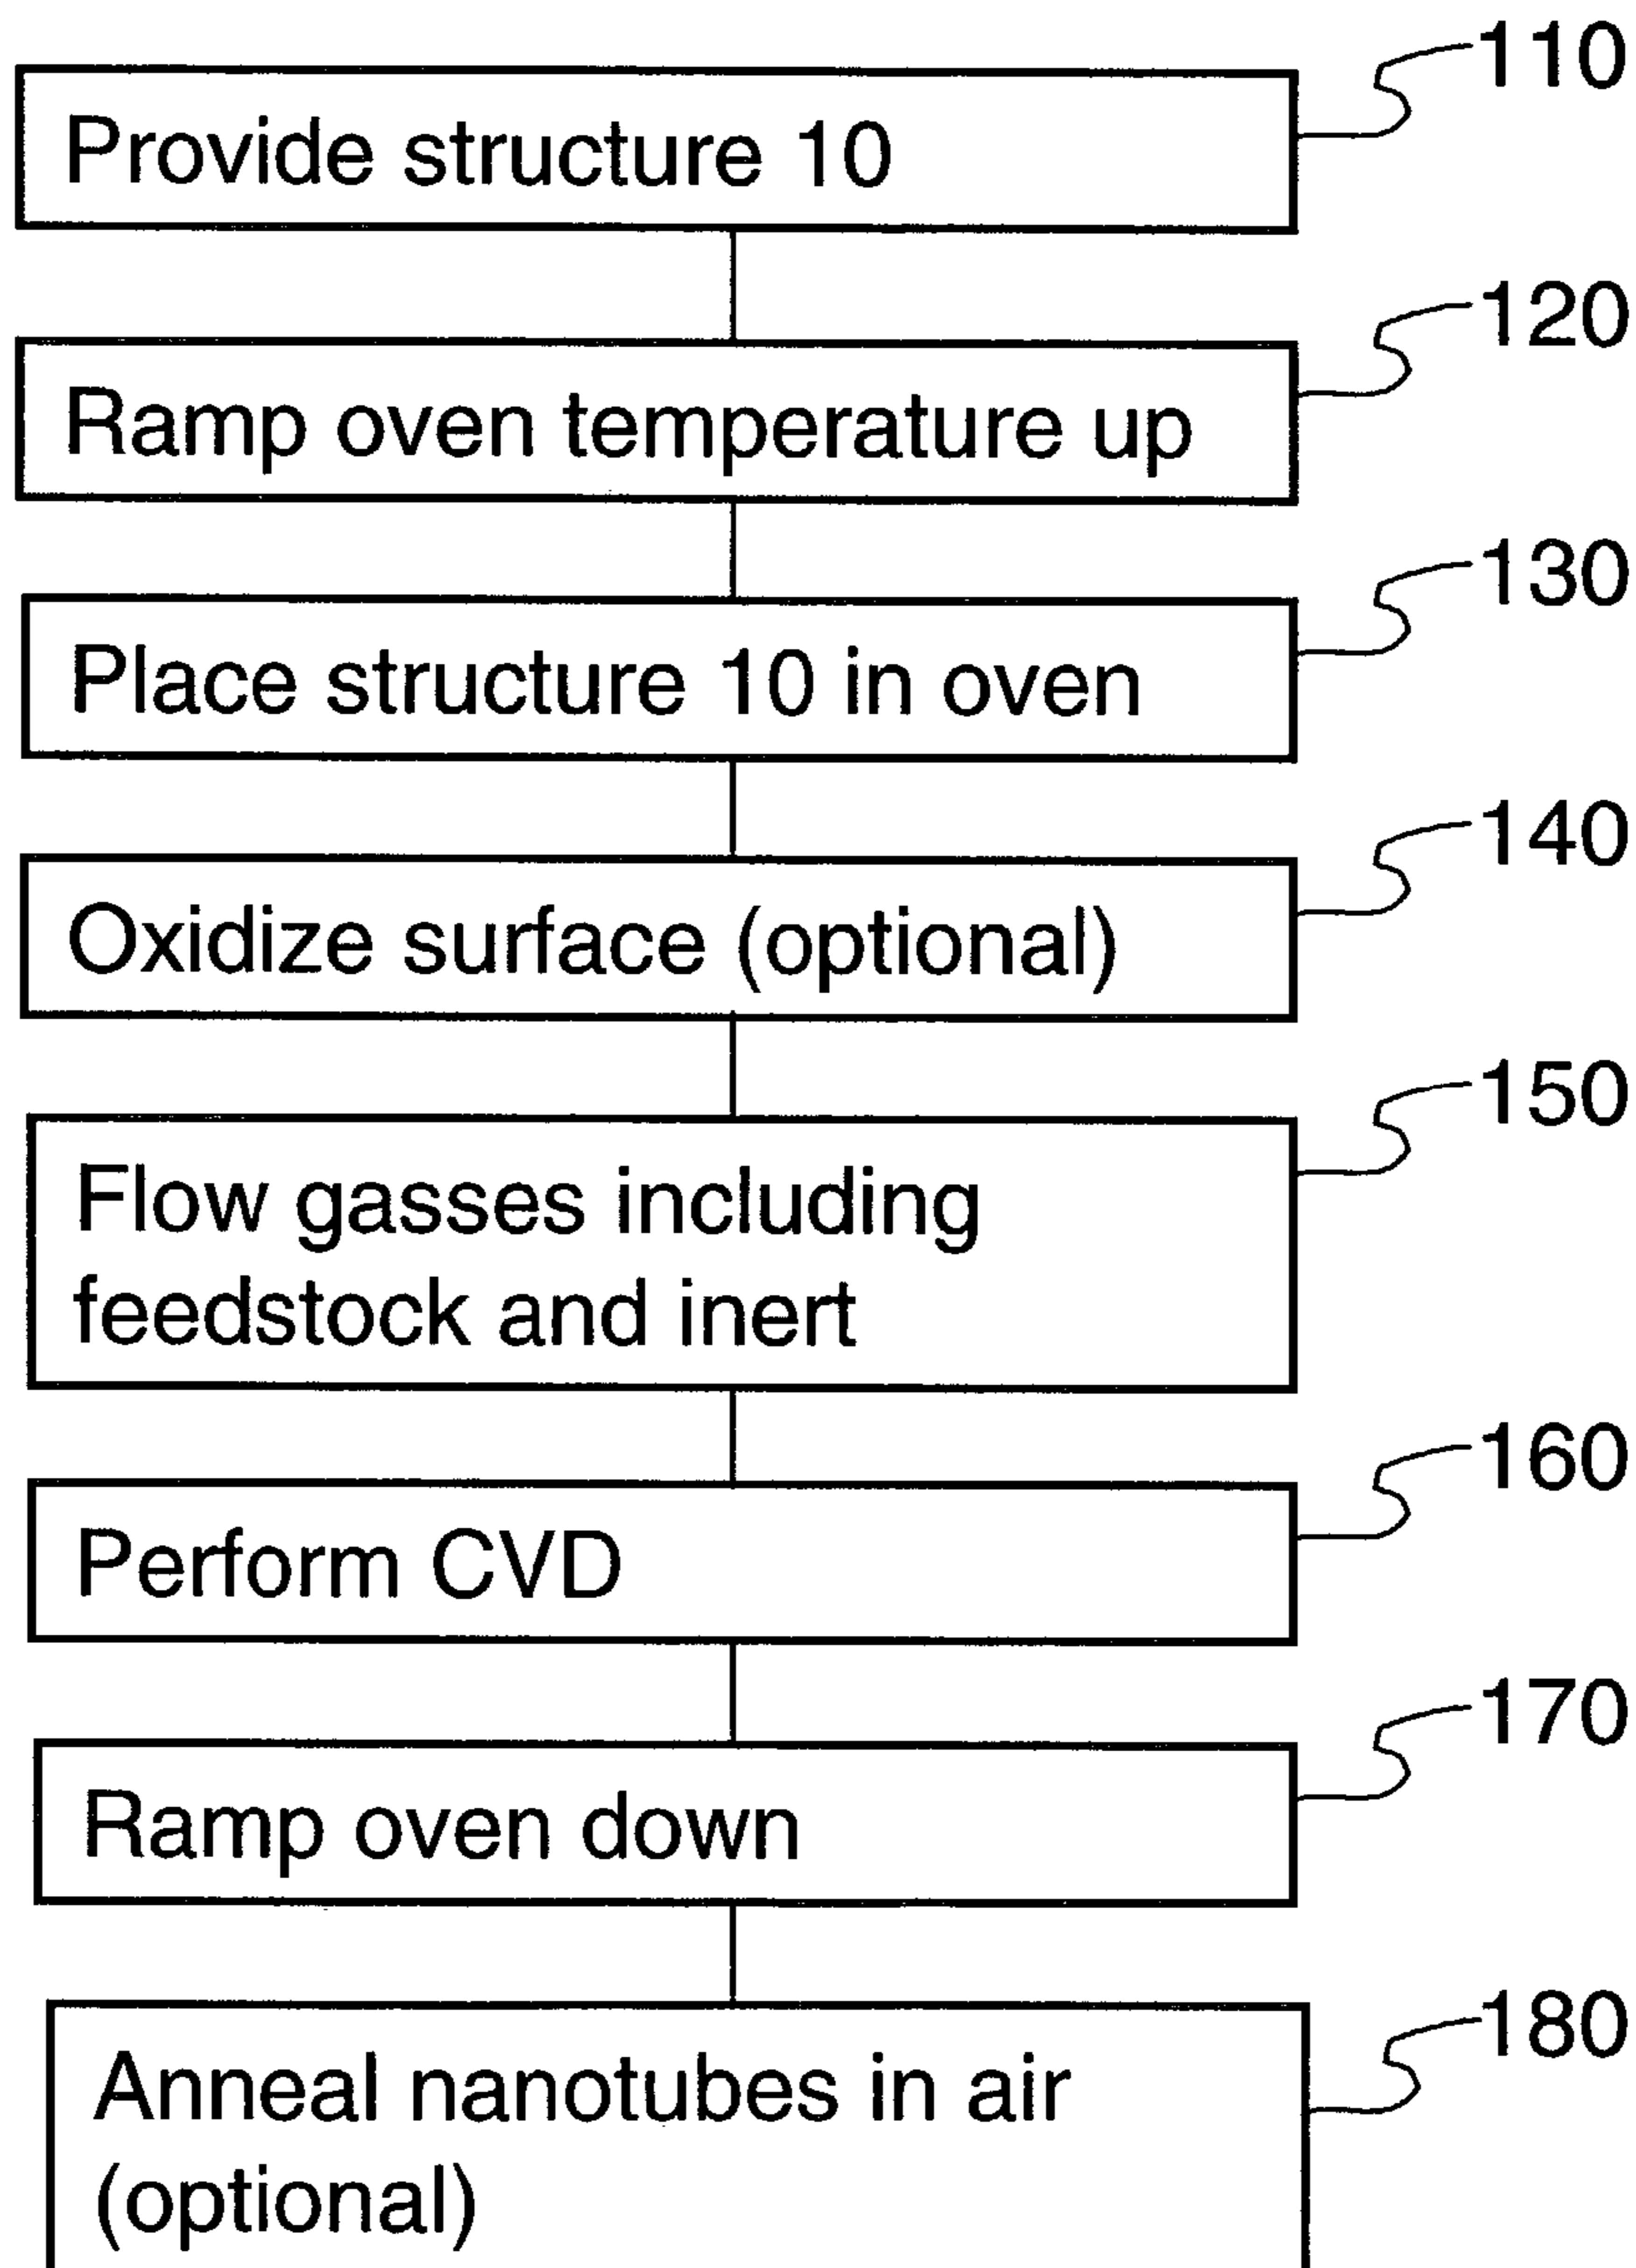 110
Provide structure 10
120
Ramp oven temperature up
130
Place structure 10 in oven
140
Oxidize surface (optional)
150
Flow gasses including
feedstock and inert
160
Perform CVD
170
Ramp oven down
180
Anneal nanotubes in air
(optional)